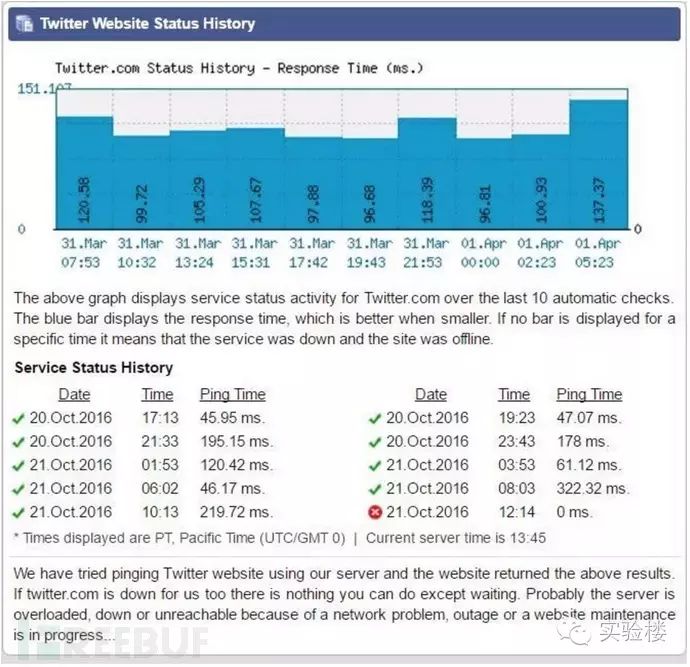 Twitter Website Status History
Twitter.com Status History - Response Time (ms.)
151.107
120.58 99.72 105.29 107.67 97.88 96.68 118.39 96.81 100.93 137.37
0 0
31.Mar 31.Mar 31.Mar 31.Mar 31.Mar 31.Mar 31.Mar 01.Apr 01.Apr 01.Apr
07:53 10:32 13:24 15:31 17:42 19:43 21:53 00:00 02:23 05:23
The above graph displays service status activity for Twitter.com over the last 10 automatic checks.
The blue bar displays the response time, which is better when smaller. If no bar is displayed for a
specific time it means that the service was down and the site was offline.
Service Status History
Date Time Ping Time Date Time Ping Time
20.Oct.2016 17:13 45.95 ms. 20.Oct.2016 19:23 47.07 ms.
20.Oct.2016 21:33 195.15 ms. 20.Oct.2016 23:43 178 ms.
21.Oct.2016 01:53 120.42 ms. 21.Oct.2016 03:53 61.12 ms.
21.Oct.2016 06:02 46.17 ms. 21.Oct.2016 08:03 322.32 ms.
21.Oct.2016 10:13 219.72 ms. 21.Oct.2016 12:14 0 ms.
* Times displayed are PT, Pacific Time (UTC/GMT 0) | Current server time is 13:45
We have tried pinging Twitter website using our server and the website returned the above results.
If twitter.com is down for us too there is nothing you can do except waiting. Probably the server is
overloaded, down or unreachable because of a network problem, outage or a website maintenance
is in progress...
REEBUF
实验楼